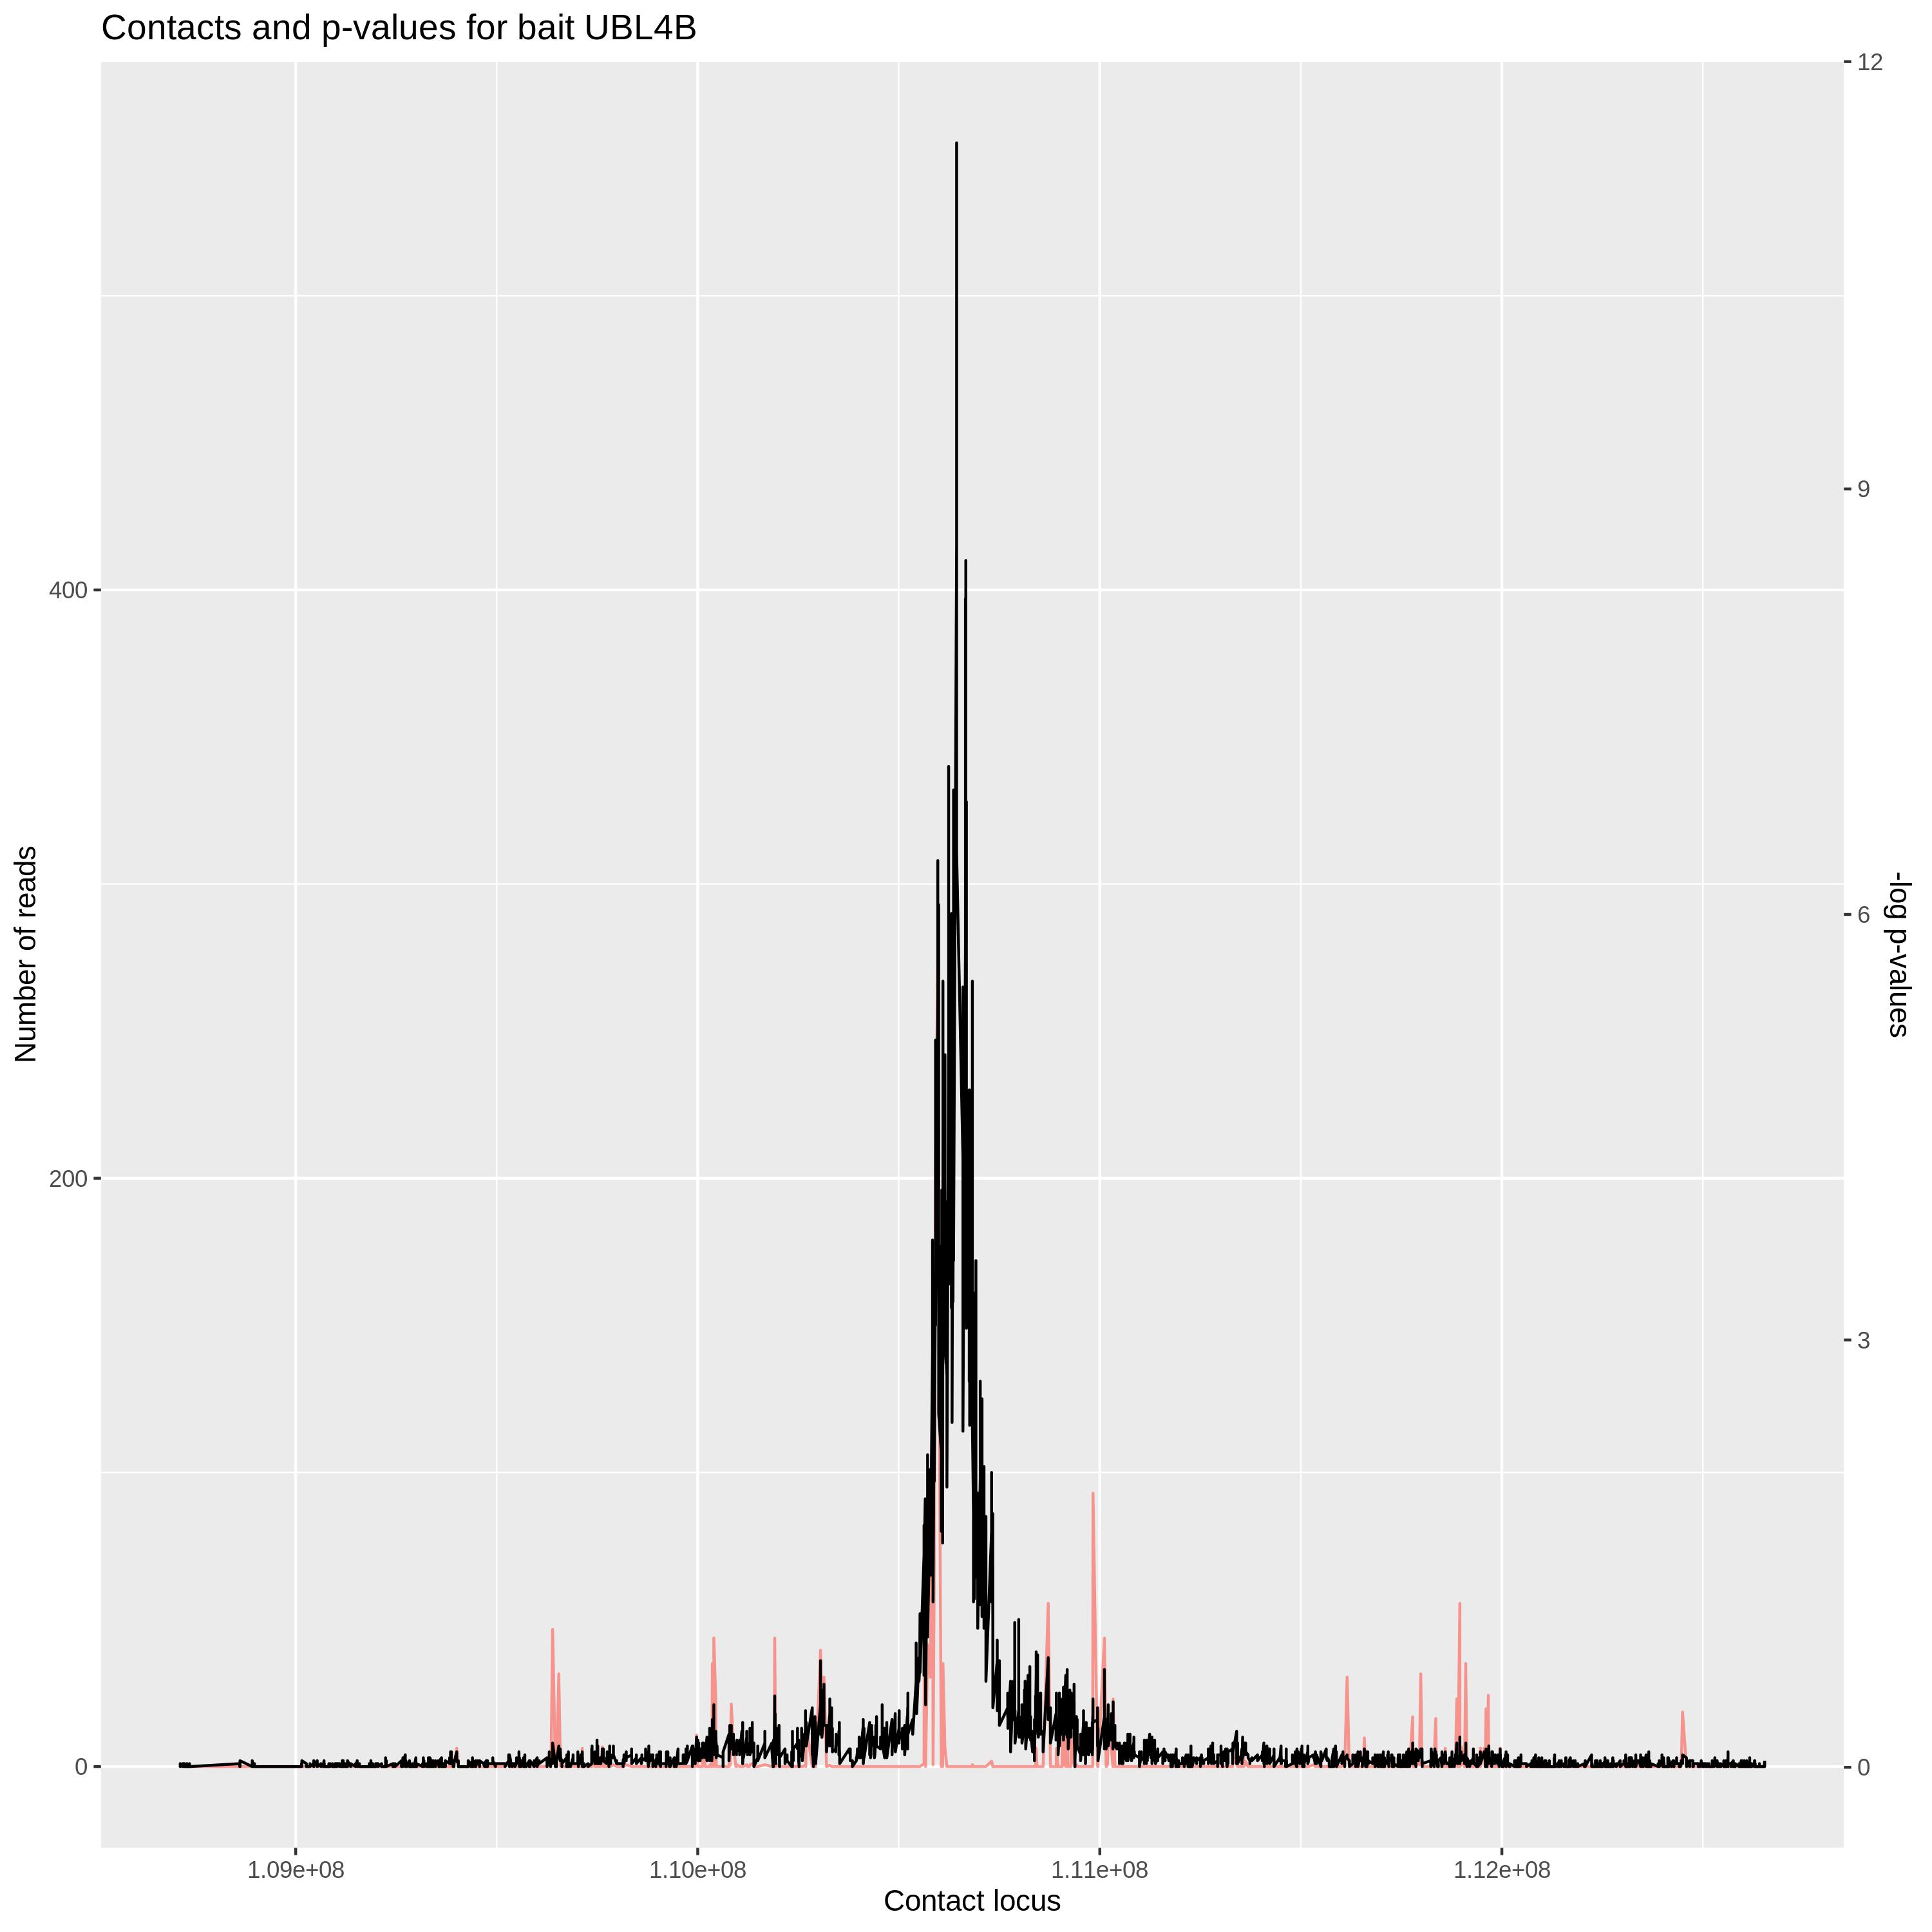 Contacts and p-values for bait UBL4B
Number of reads
400
200
0
12
9
6
3
0
-log p-values
1.09e+08
1.10e+08
1.11e+08
1.12e+08
Contact locus